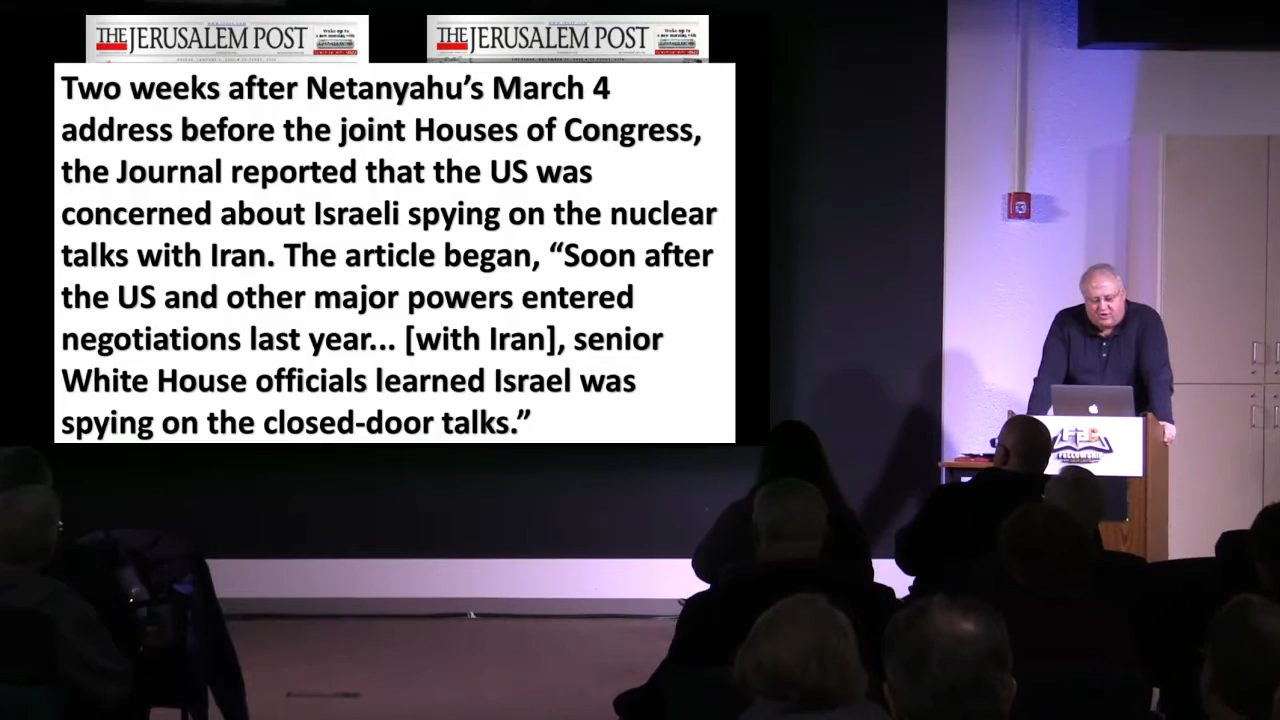 THE JERUSALEM POST
THE JERUSALEM POST
Two weeks after Netanyahu’s March 4
address before the joint Houses of Congress,
the Journal reported that the US was
concerned about Israeli spying on the nuclear
talks with Iran. The article began, “Soon after
the US and other major powers entered
negotiations last year... [with Iran], senior
White House officials learned Israel was
spying on the closed-door talks.”
FELLOWSHIP